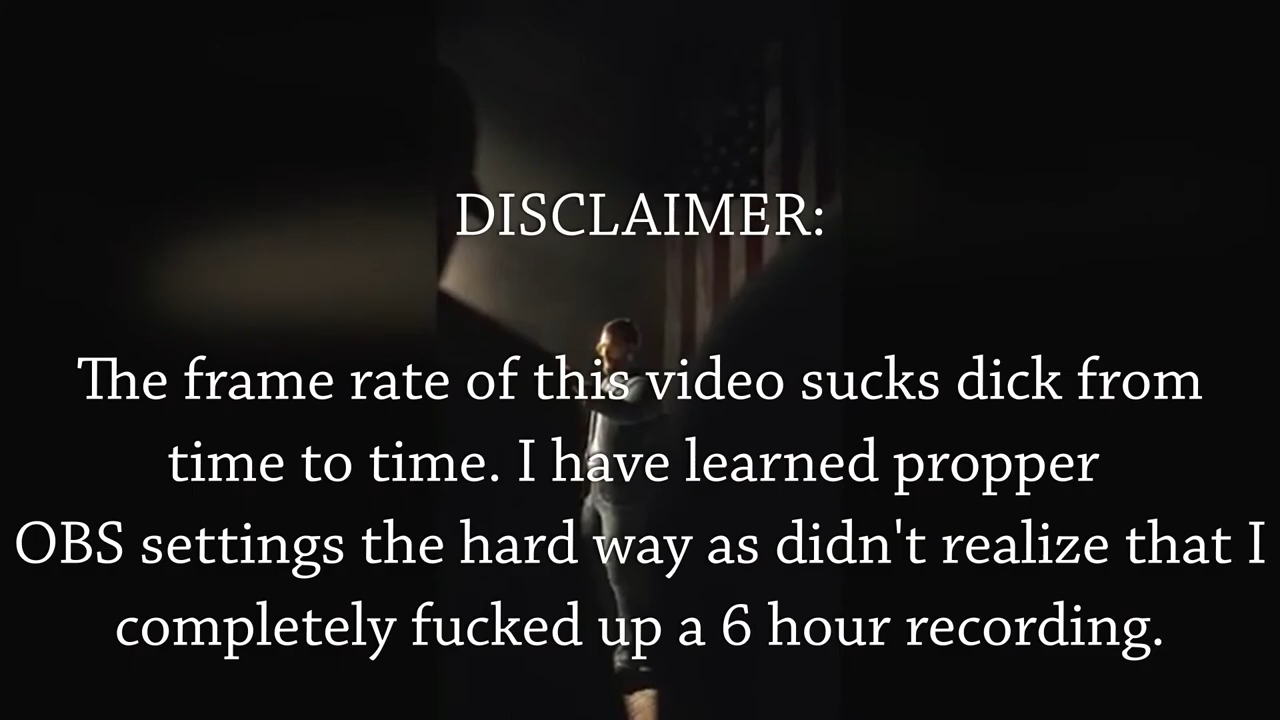 DISCLAIMER:
The frame rate of this video sucks dick from
time to time. I have learned propper
OBS settings the hard way as didn't realize that I
completely fucked up a 6 hour recording.